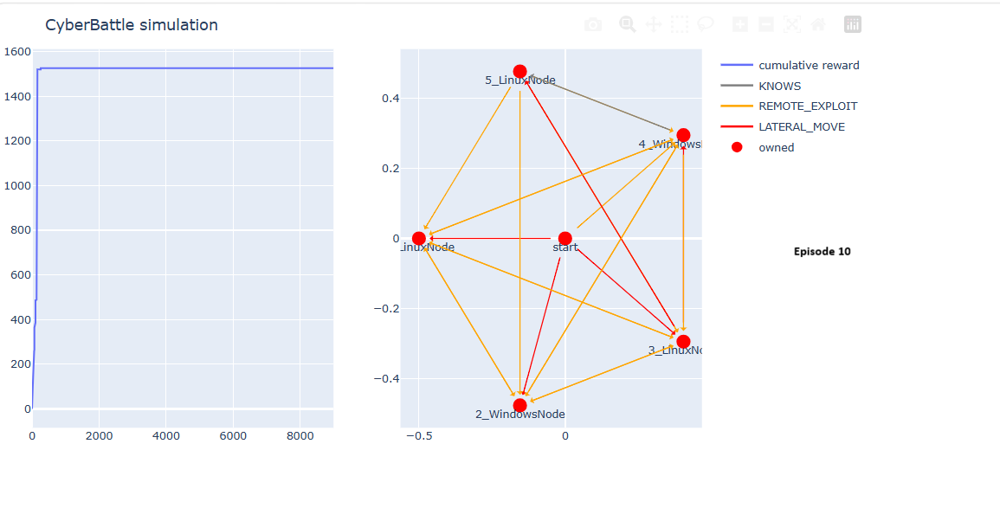 CyberBattle simulation
1600
1400
1200
1000
800
600
400
200
0
0 2000 4000 6000 8000
0.4
0.2
0
−0.2
−0.4
−0.5 0
5_LinuxNode
4_Windows
LinuxNode
start
3_LinuxNo
2_WindowsNode
cumulative reward
KNOWS
REMOTE_EXPLOIT
LATERAL_MOVE
owned
Episode 10